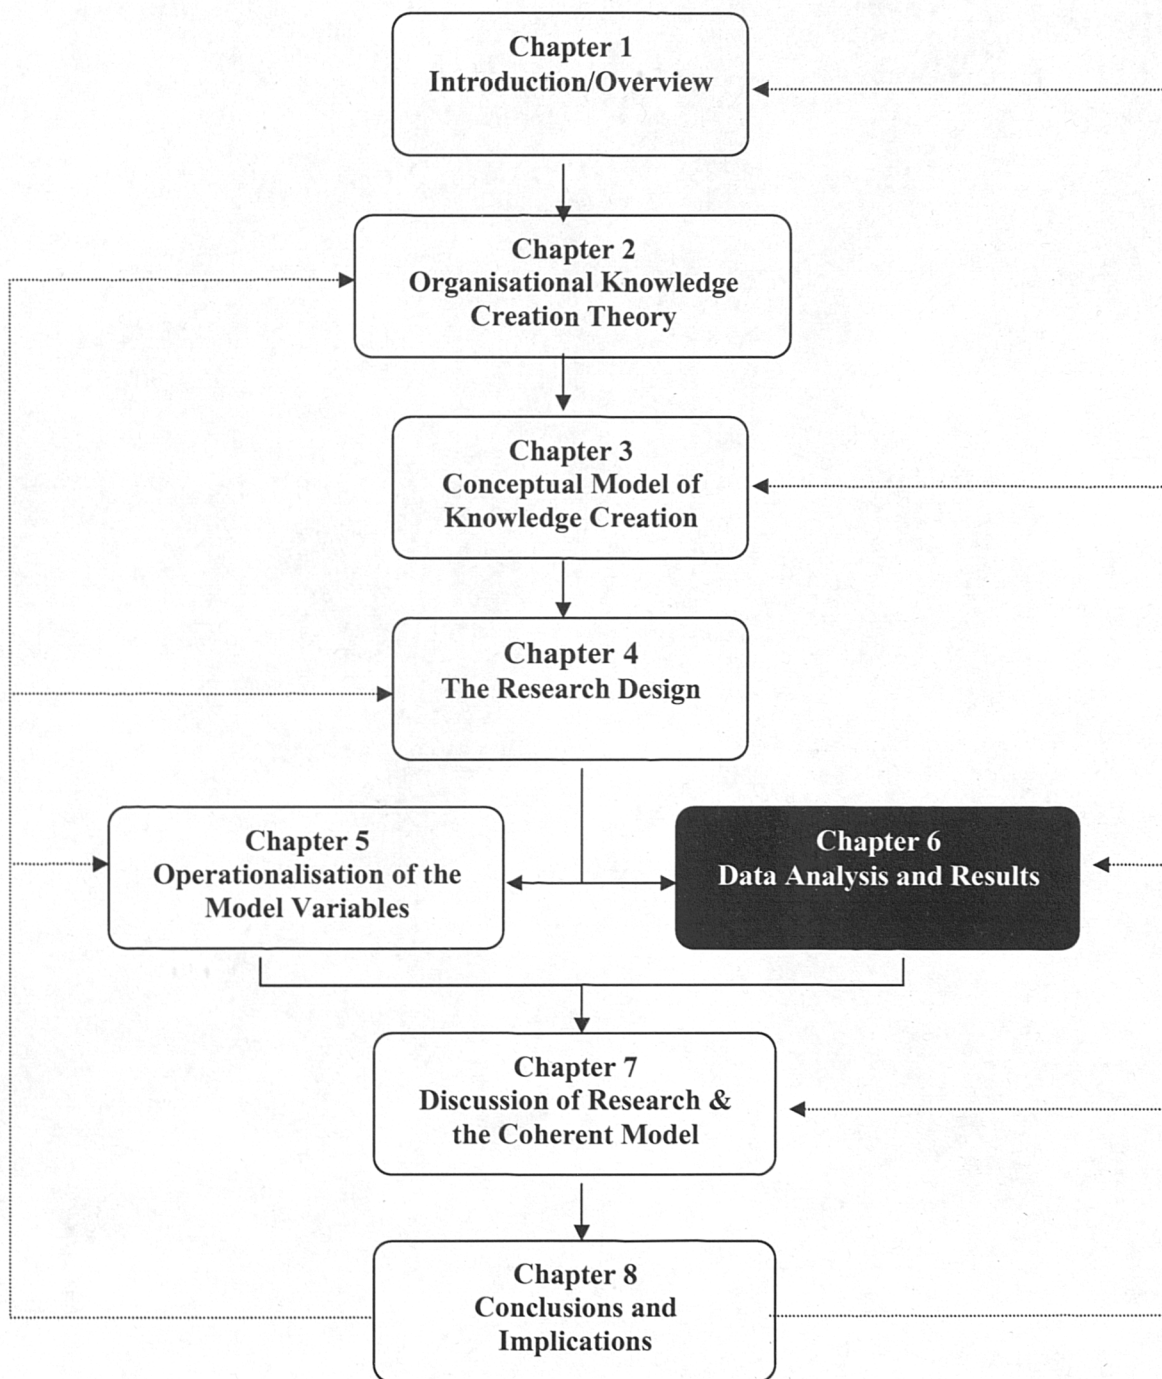 Chapter 1
Introduction/Overview
Chapter 2
Organisational Knowledge
Creation Theory
Chapter 3
Conceptual Model of
Knowledge Creation
Chapter 4
The Research Design
Chapter 5
Operationalisation of the
Model Variables
Chapter 6
Data Analysis and Results
Chapter 7
Discussion of Research &
the Coherent Model
Chapter 8
Conclusions and
Implications